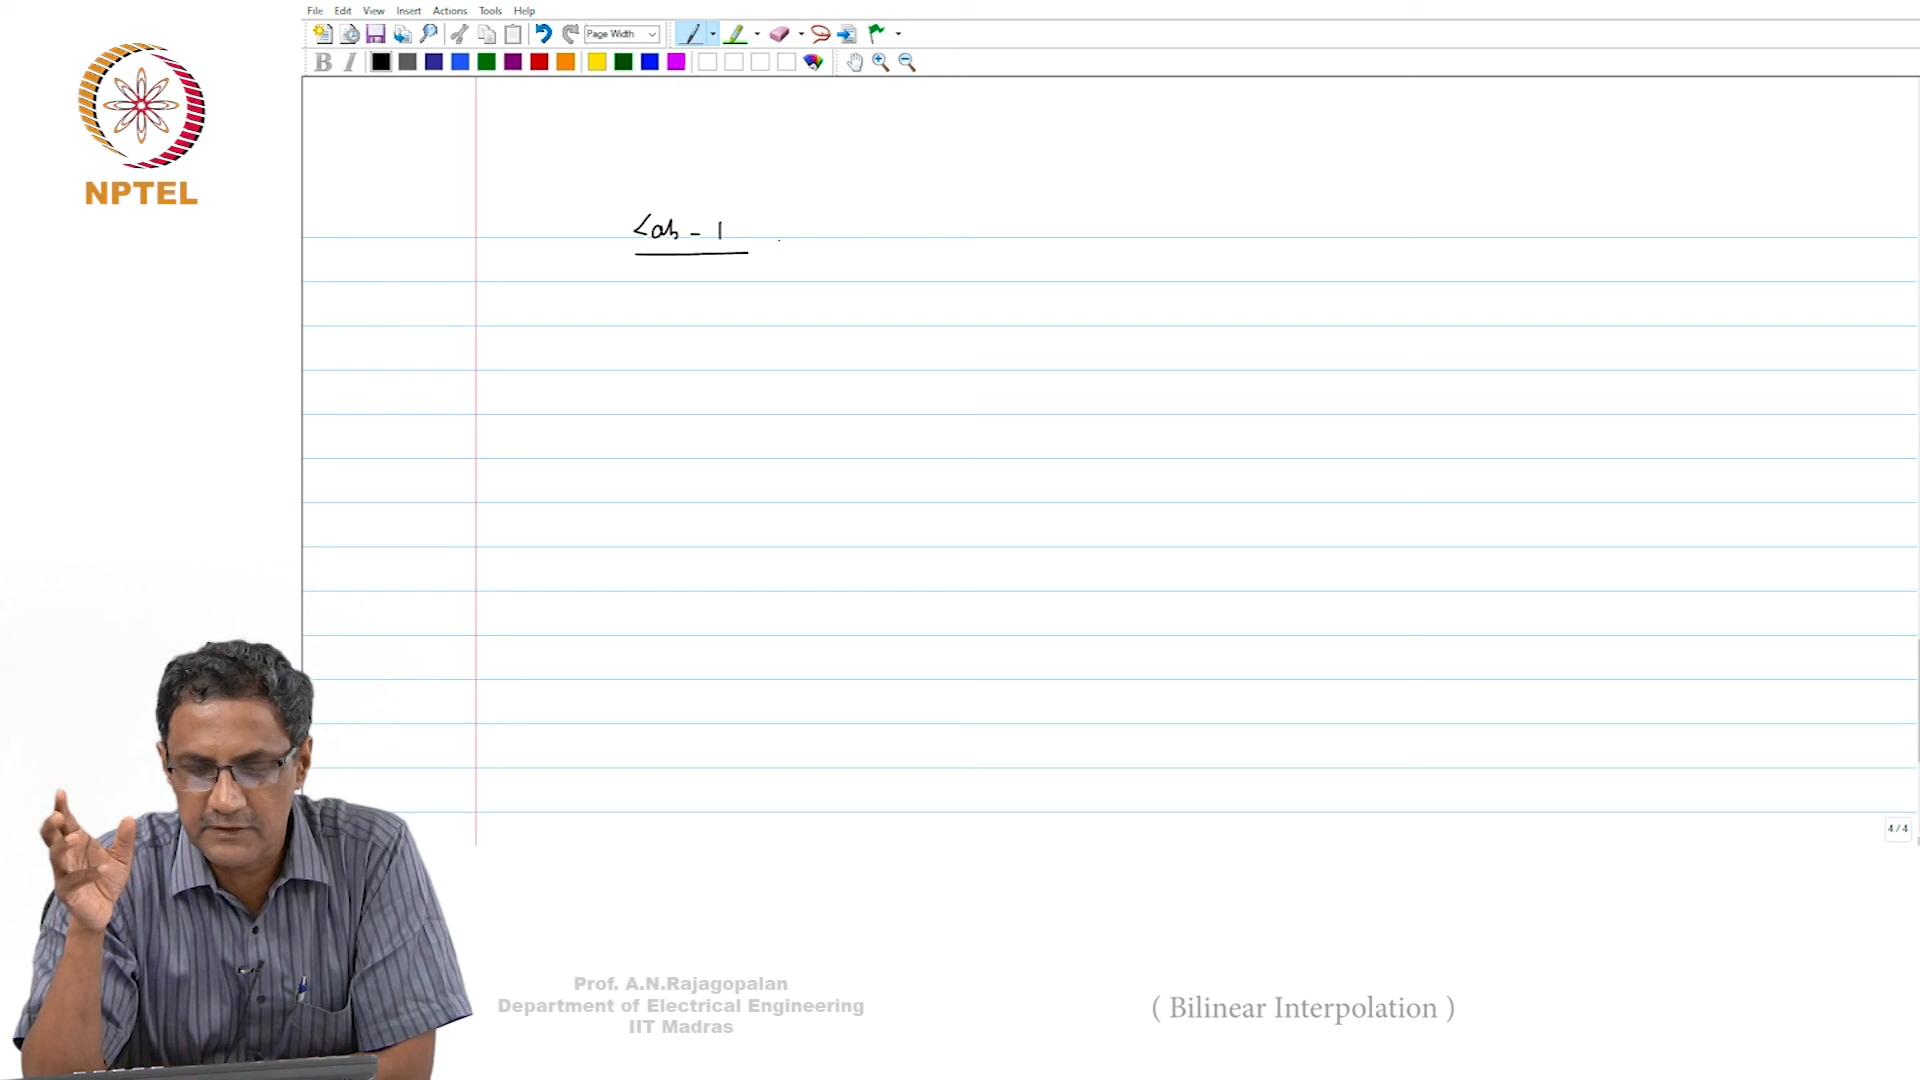 File Edit View Insert Actions Tools Help
Page Width
B I
NPTEL
Lab - 1
4 / 4
Prof. A.N.Rajagopalan
Department of Electrical Engineering
IIT Madras
( Bilinear Interpolation )